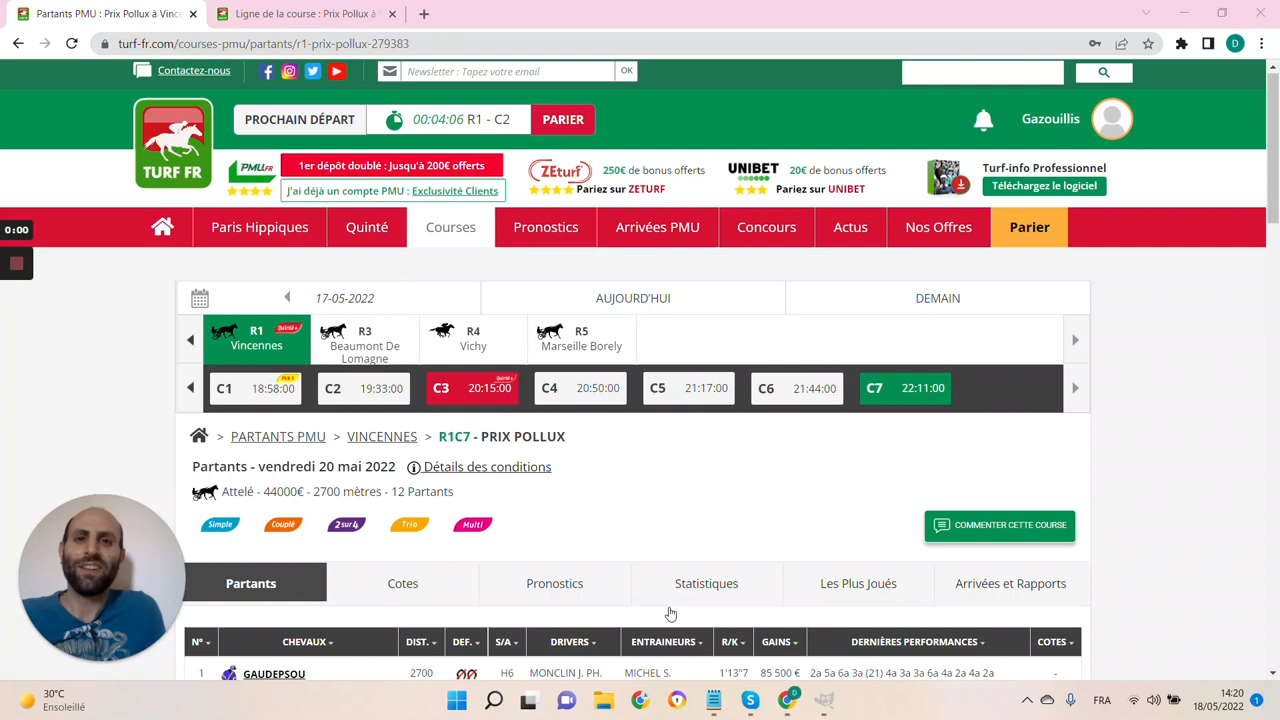 Partants PMU : Prix Pollux à Vince
Ligne de la course : Prix Pollux à
turf-fr.com/courses-pmu/partants/r1-prix-pollux-279383
D
Contactez-nous
Newsletter : Tapez votre email
OK
TURF FR
PROCHAIN DÉPART
00:04:06 R1 - C2
PARIER
Gazouillis
PMU.FR
1er dépôt doublé : Jusqu'à 200€ offerts
J'ai déjà un compte PMU : Exclusivité Clients
ZEturf
250€ de bonus offerts
Pariez sur ZETURF
UNIBET
20€ de bonus offerts
Pariez sur UNIBET
Turf-info Professionnel
Téléchargez le logiciel
0:00
Paris Hippiques
Quinté
Courses
Pronostics
Arrivées PMU
Concours
Actus
Nos Offres
Parier
17-05-2022
AUJOURD'HUI
DEMAIN
R1
Quinté+
Vincennes
R3
Beaumont De
Lomagne
R4
Vichy
R5
Marseille Borely
C1 18:58:00
Pick 5
C2 19:33:00
C3 20:15:00
Quinté+
C4 20:50:00
C5 21:17:00
C6 21:44:00
C7 22:11:00
> PARTANTS PMU > VINCENNES > R1C7 - PRIX POLLUX
Partants - vendredi 20 mai 2022
Détails des conditions
Attelé - 44000€ - 2700 mètres - 12 Partants
Simple
Couplé
2sur4
Trio
Multi
COMMENTER CETTE COURSE
Partants
Cotes
Pronostics
Statistiques
Les Plus Joués
Arrivées et Rapports
N° CHEVAUX DIST. DEF. S/A DRIVERS ENTRAINEURS R/K GAINS DERNIÈRES PERFORMANCES COTES
1 GAUDEPSOU 2700 H6 MONCLIN J. PH. MICHEL S. 1'13"7 85 500 € 2a 5a 6a 3a (21) 4a 3a 3a 6a 4a 2a 4a 2a -
30°C
Ensoleillé
D
FRA
14:20
18/05/2022
1